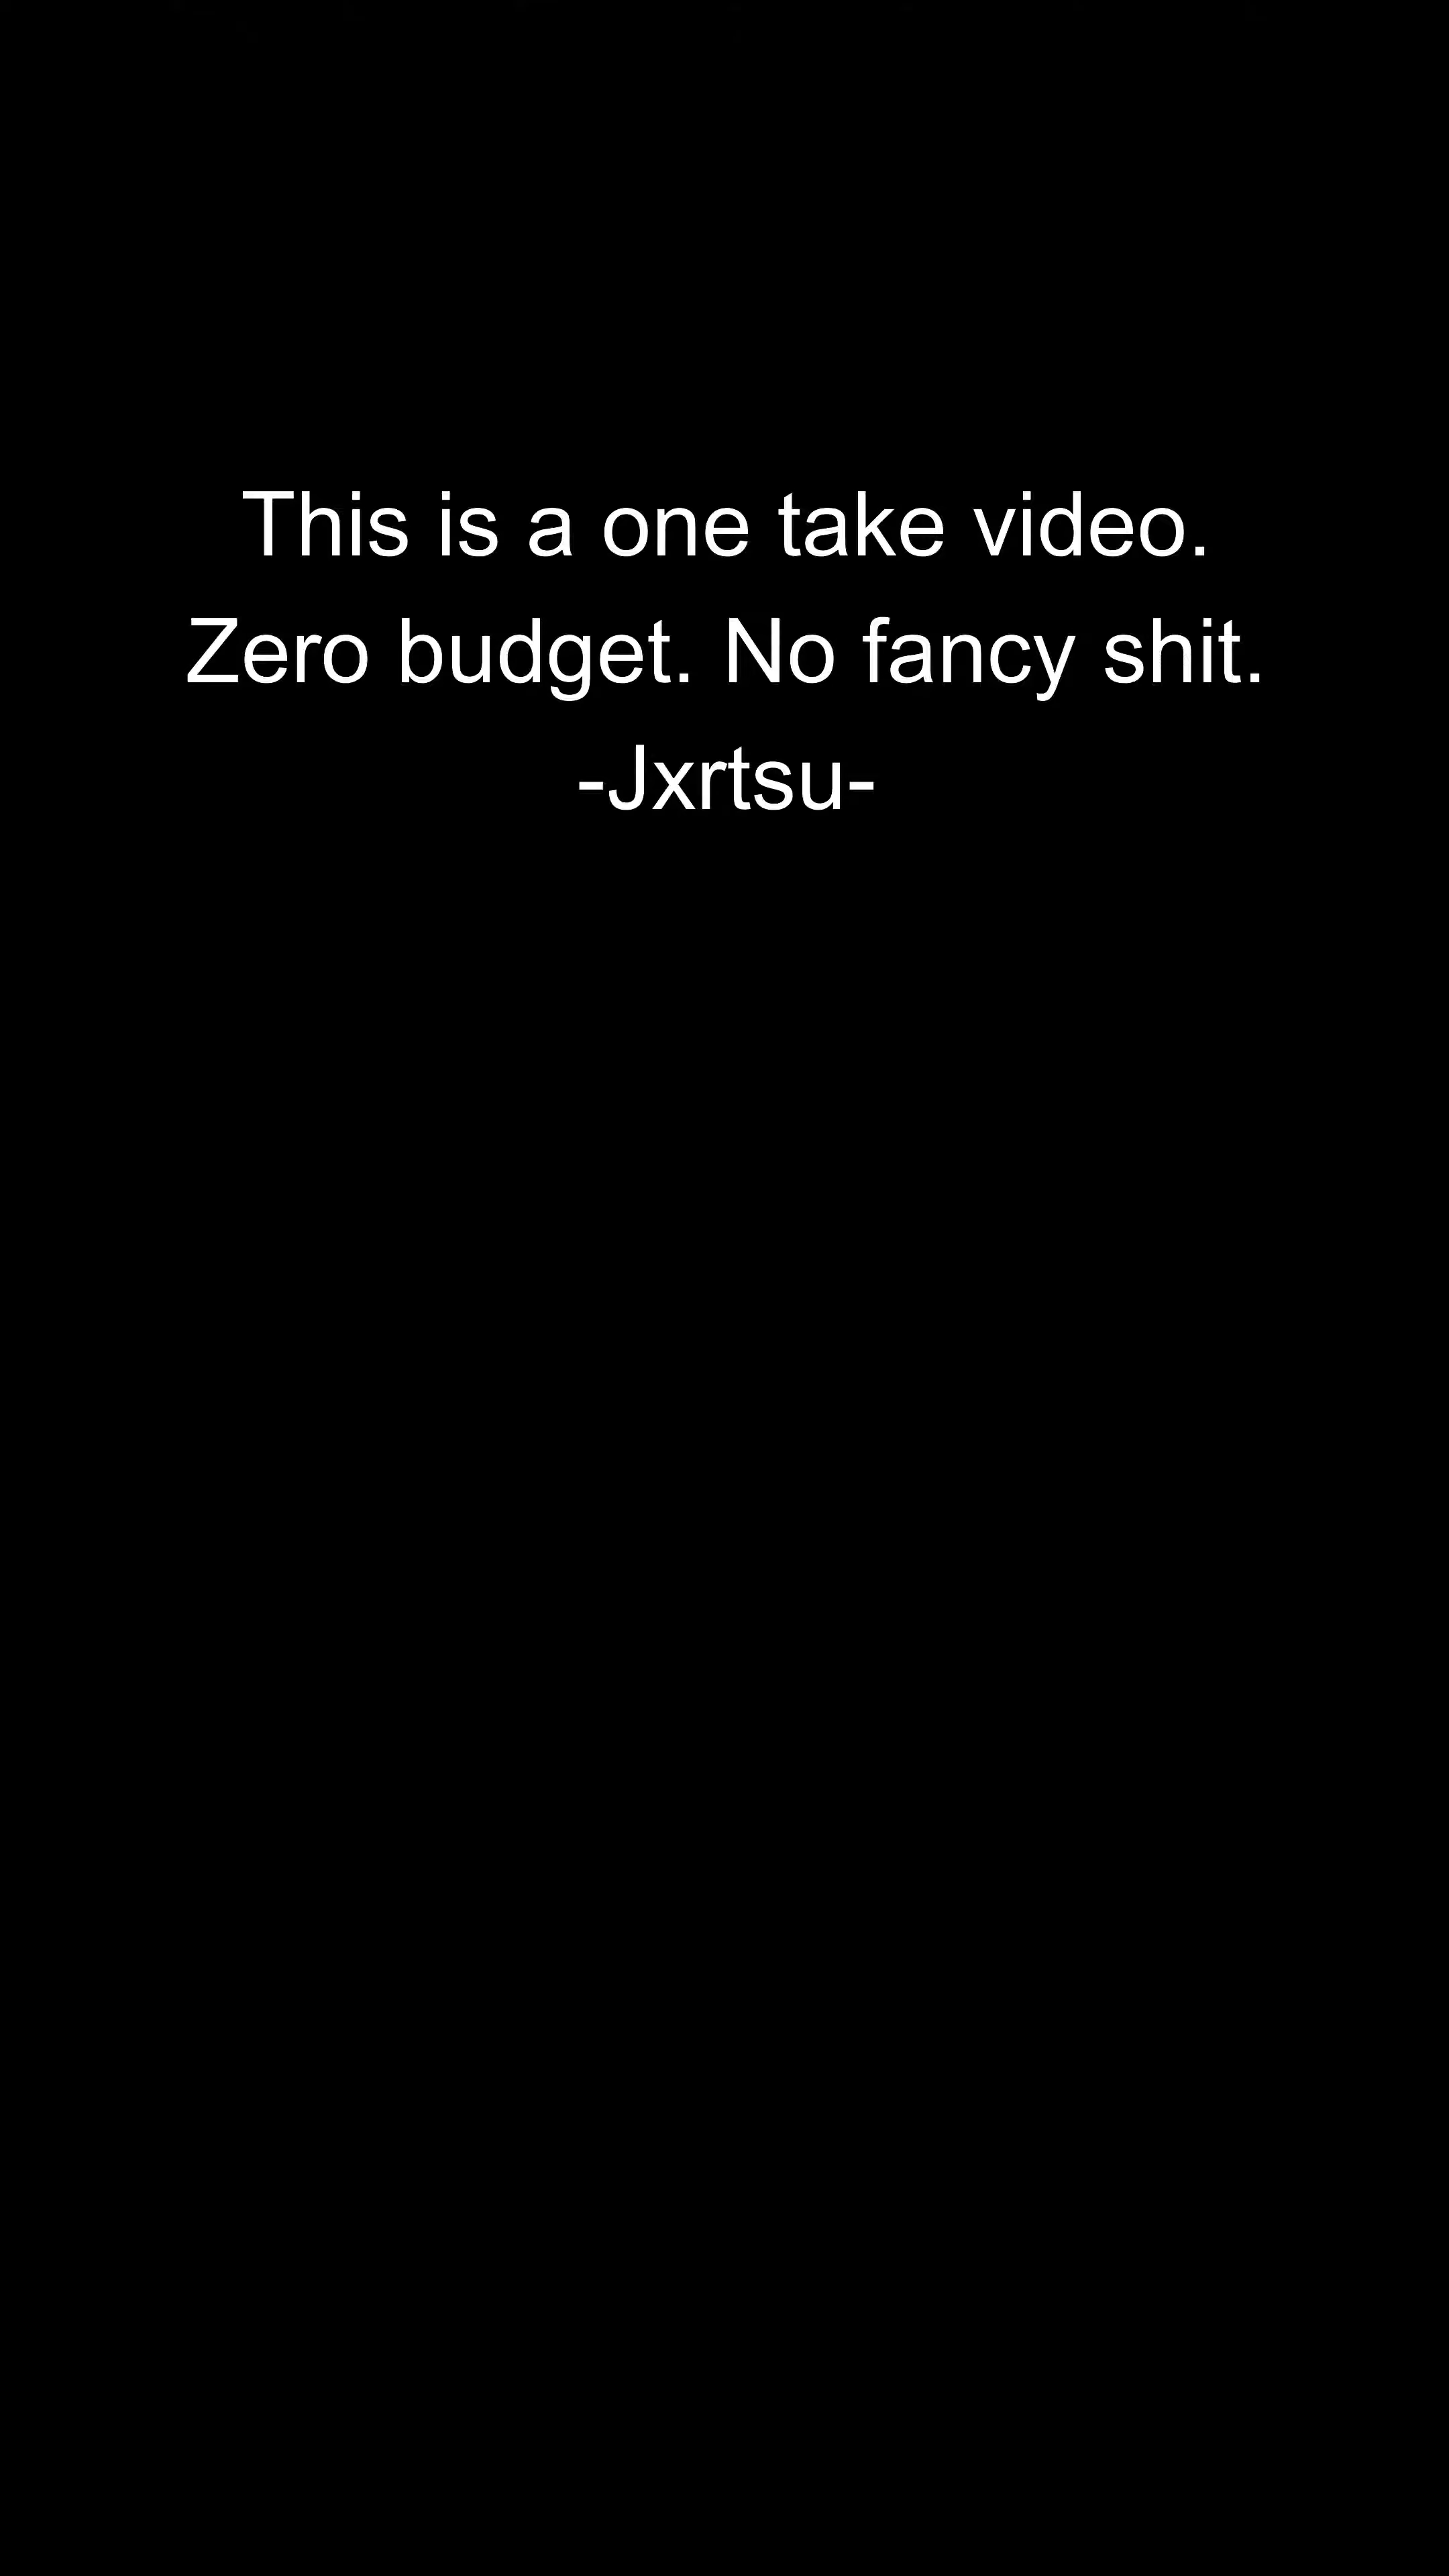 This is a one take video.
Zero budget. No fancy shit.
-Jxrtsu-